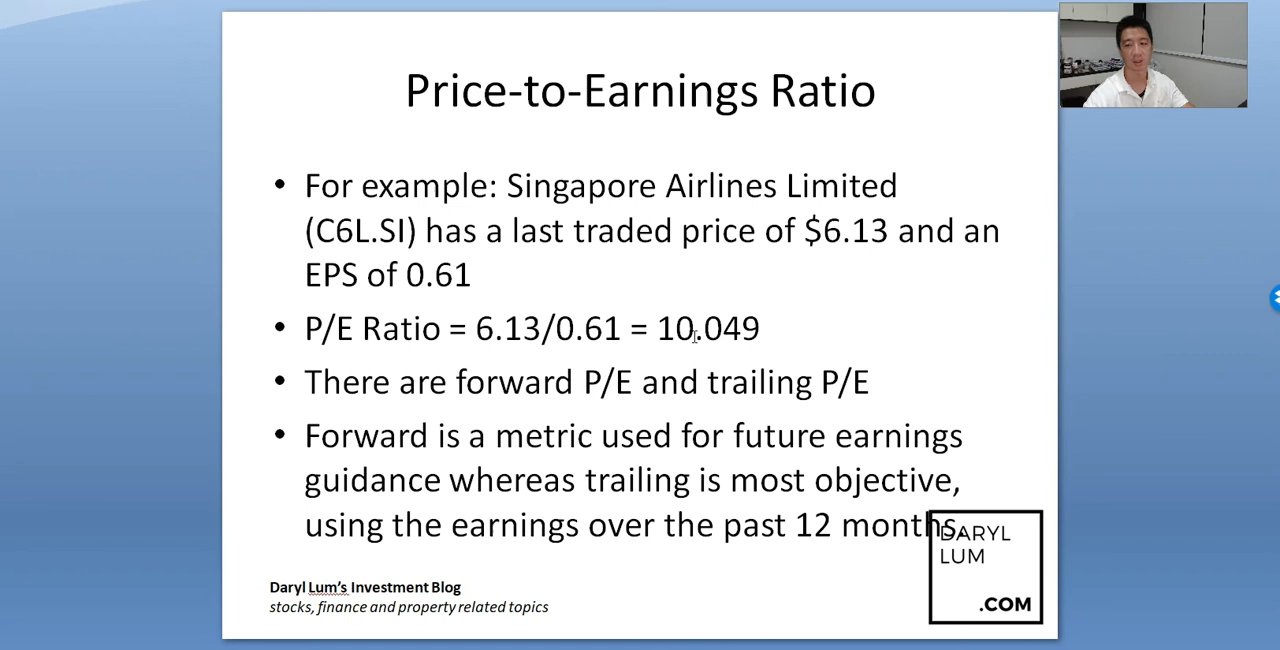 Price-to-Earnings Ratio
• For example: Singapore Airlines Limited
(C6L.SI) has a last traded price of $6.13 and an
EPS of 0.61
• P/E Ratio = 6.13/0.61 = 10.049
• There are forward P/E and trailing P/E
• Forward is a metric used for future earnings
guidance whereas trailing is most objective,
using the earnings over the past 12 months.
DARYL
LUM
.COM
Daryl Lum's Investment Blog
stocks, finance and property related topics